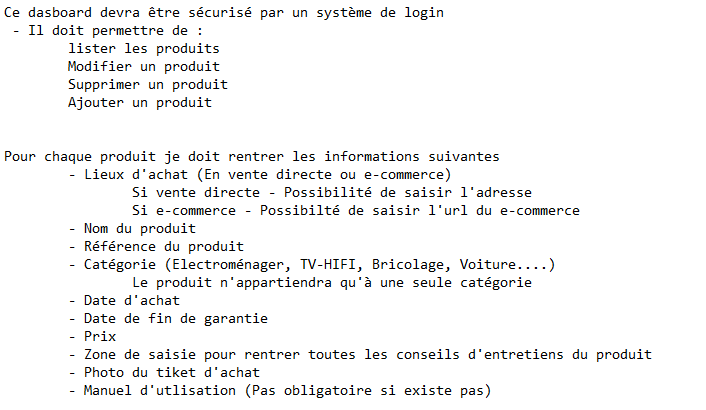 Ce dasboard devra être sécurisé par un système de login
- Il doit permettre de :
lister les produits
Modifier un produit
Supprimer un produit
Ajouter un produit
Pour chaque produit je doit rentrer les informations suivantes
- Lieux d'achat (En vente directe ou e-commerce)
Si vente directe - Possibilité de saisir l'adresse
Si e-commerce - Possibilté de saisir l'url du e-commerce
- Nom du produit
- Référence du produit
- Catégorie (Electroménager, TV-HIFI, Bricolage, Voiture....)
Le produit n'appartiendra qu'à une seule catégorie
- Date d'achat
- Date de fin de garantie
- Prix
- Zone de saisie pour rentrer toutes les conseils d'entretiens du produit
- Photo du tiket d'achat
- Manuel d'utlisation (Pas obligatoire si existe pas)